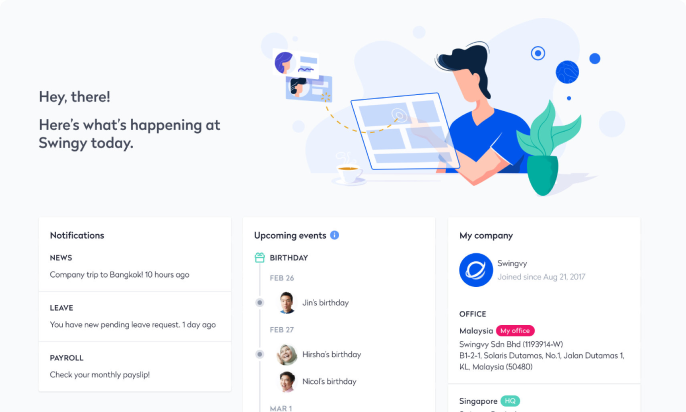 Hey, there!
Here's what's happening at
Swingy today.
Notifications
NEWS
Company trip to Bangkok! 10 hours ago
LEAVE
You have new pending leave request. 1 day ago
PAYROLL
Check your monthly payslip!
Upcoming events
BIRTHDAY
FEB 26
Jin's birthday
FEB 27
Hirsha's birthday
Nicol's birthday
MAR 1
My company
Swingvy
Joined since Aug 21, 2017
OFFICE
Malaysia My office
Swingvy Sdn Bhd (1193914-W)
B1-2-1, Solaris Dutamas, No.1, Jalan Dutamas 1,
KL, Malaysia (50480)
Singapore HQ